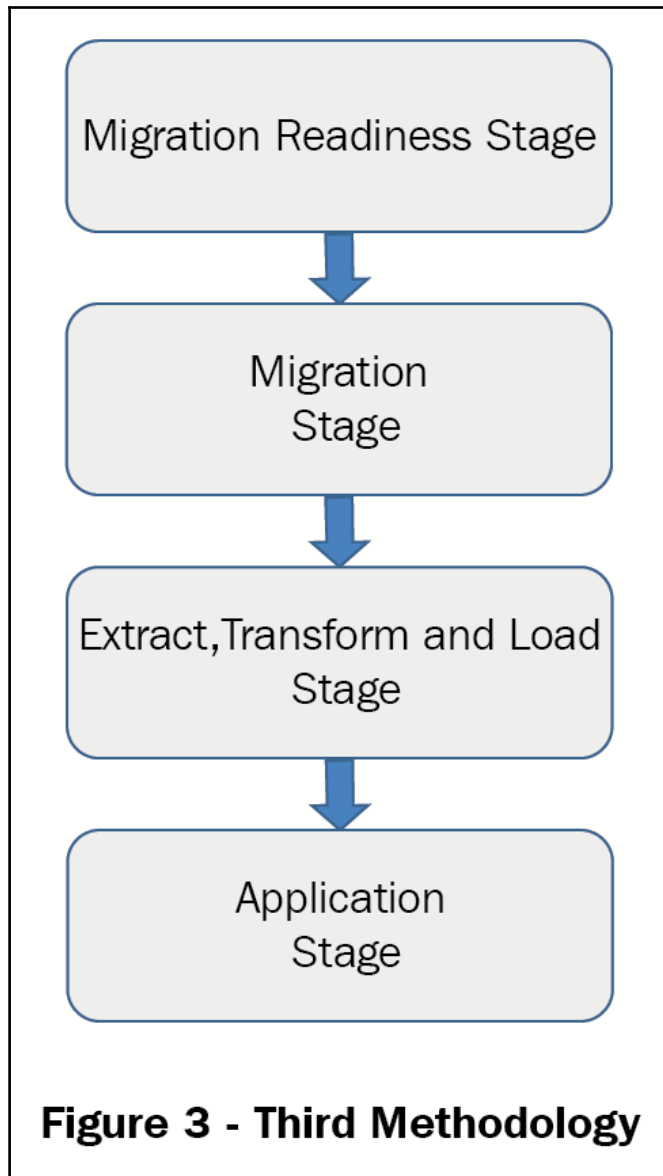 Migration Readiness Stage
Migration
Stage
Extract,Transform and Load
Stage
Application
Stage
Figure 3 - Third Methodology